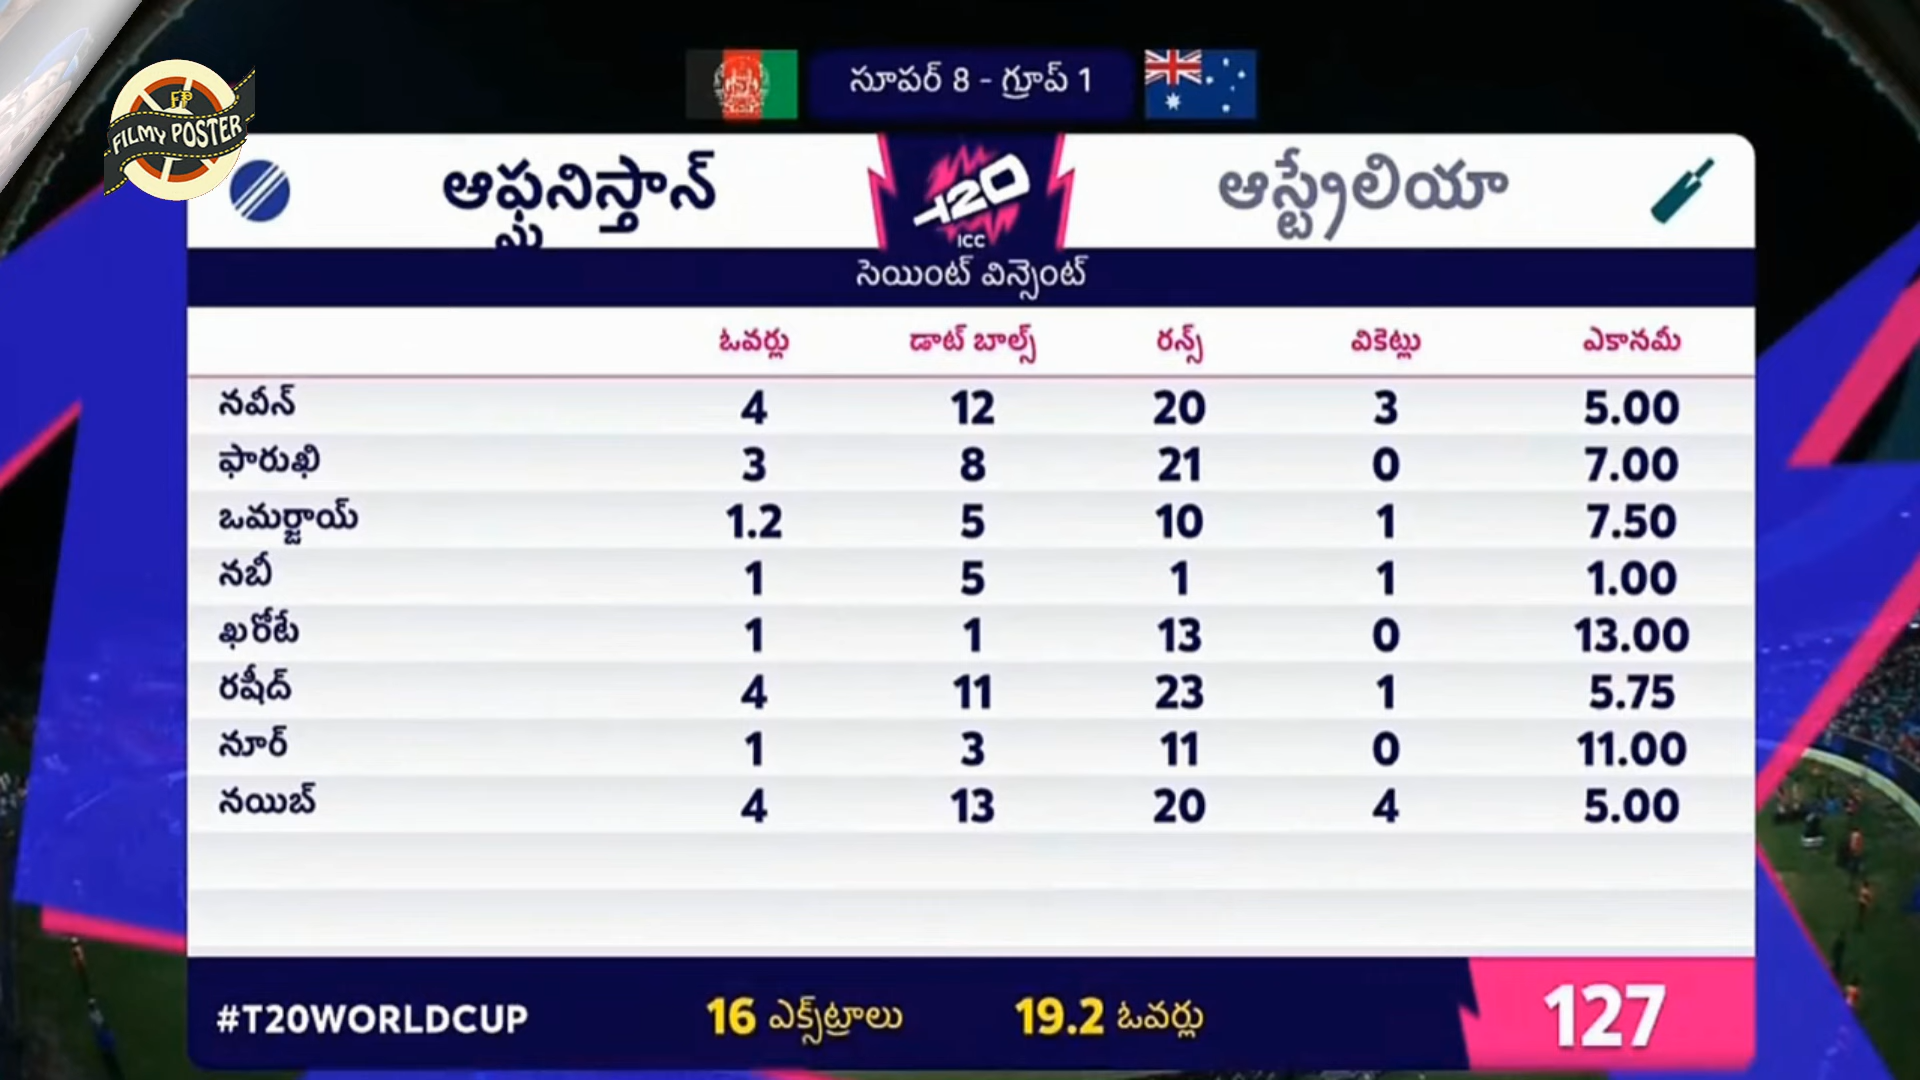 FP
FILMY POSTER
సూపర్ 8 - గ్రూప్ 1
ఆఫ్ఘనిస్తాన్
T20
ICC
ఆస్ట్రేలియా
సెయింట్ విన్సెంట్
ఓవర్లు డాట్ బాల్స్ రన్స్ వికెట్లు ఎకానమీ
నవీన్ 4 12 20 3 5.00
ఫారుఖి 3 8 21 0 7.00
ఒమర్జాయ్ 1.2 5 10 1 7.50
నబీ 1 5 1 1 1.00
ఖరోటే 1 1 13 0 13.00
రషీద్ 4 11 23 1 5.75
నూర్ 1 3 11 0 11.00
నయిబ్ 4 13 20 4 5.00
#T20WORLDCUP 16 ఎక్స్‌ట్రాలు 19.2 ఓవర్లు 127